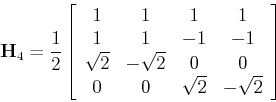 H₄ = 1/2 [
1 1 1 1
1 1 −1 −1
√2 −√2 0 0
0 0 √2 −√2
]